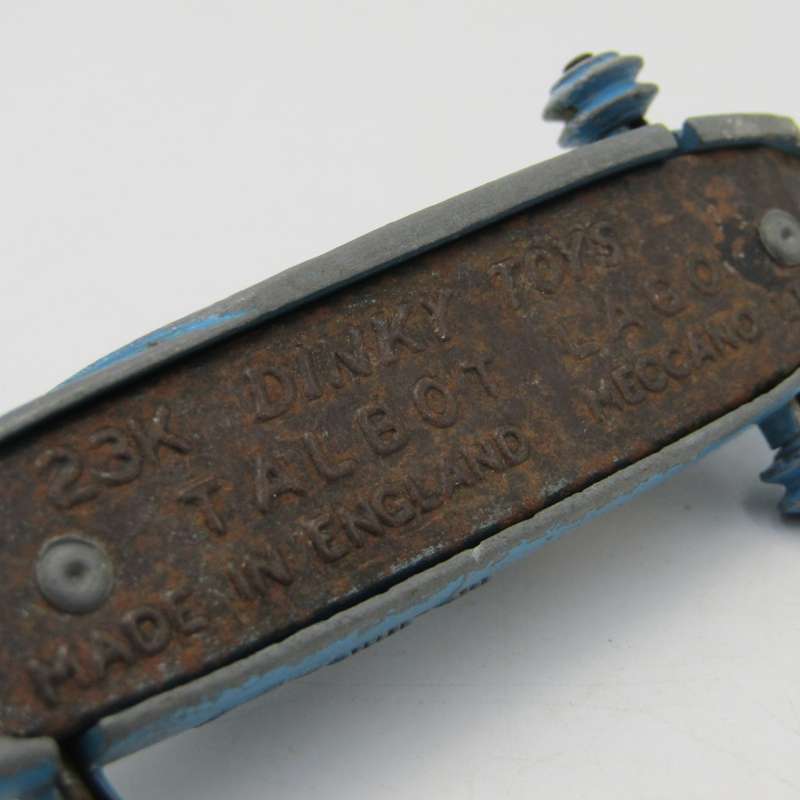 23K DINKY TOYS
TALBOT LAGO
MADE IN ENGLAND MECCANO